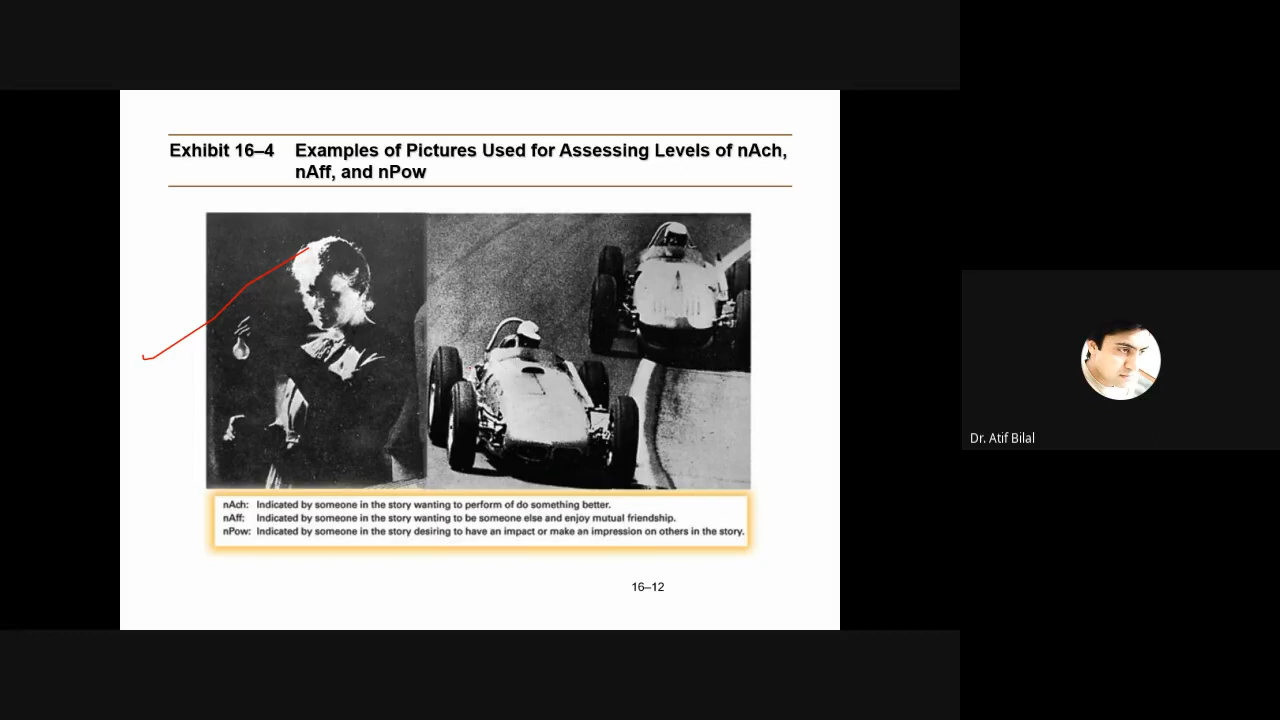 Exhibit 16–4 Examples of Pictures Used for Assessing Levels of nAch,
nAff, and nPow
nAch: Indicated by someone in the story wanting to perform of do something better.
nAff: Indicated by someone in the story wanting to be someone else and enjoy mutual friendship.
nPow: Indicated by someone in the story desiring to have an impact or make an impression on others in the story.
16–12
Dr. Atif Bilal